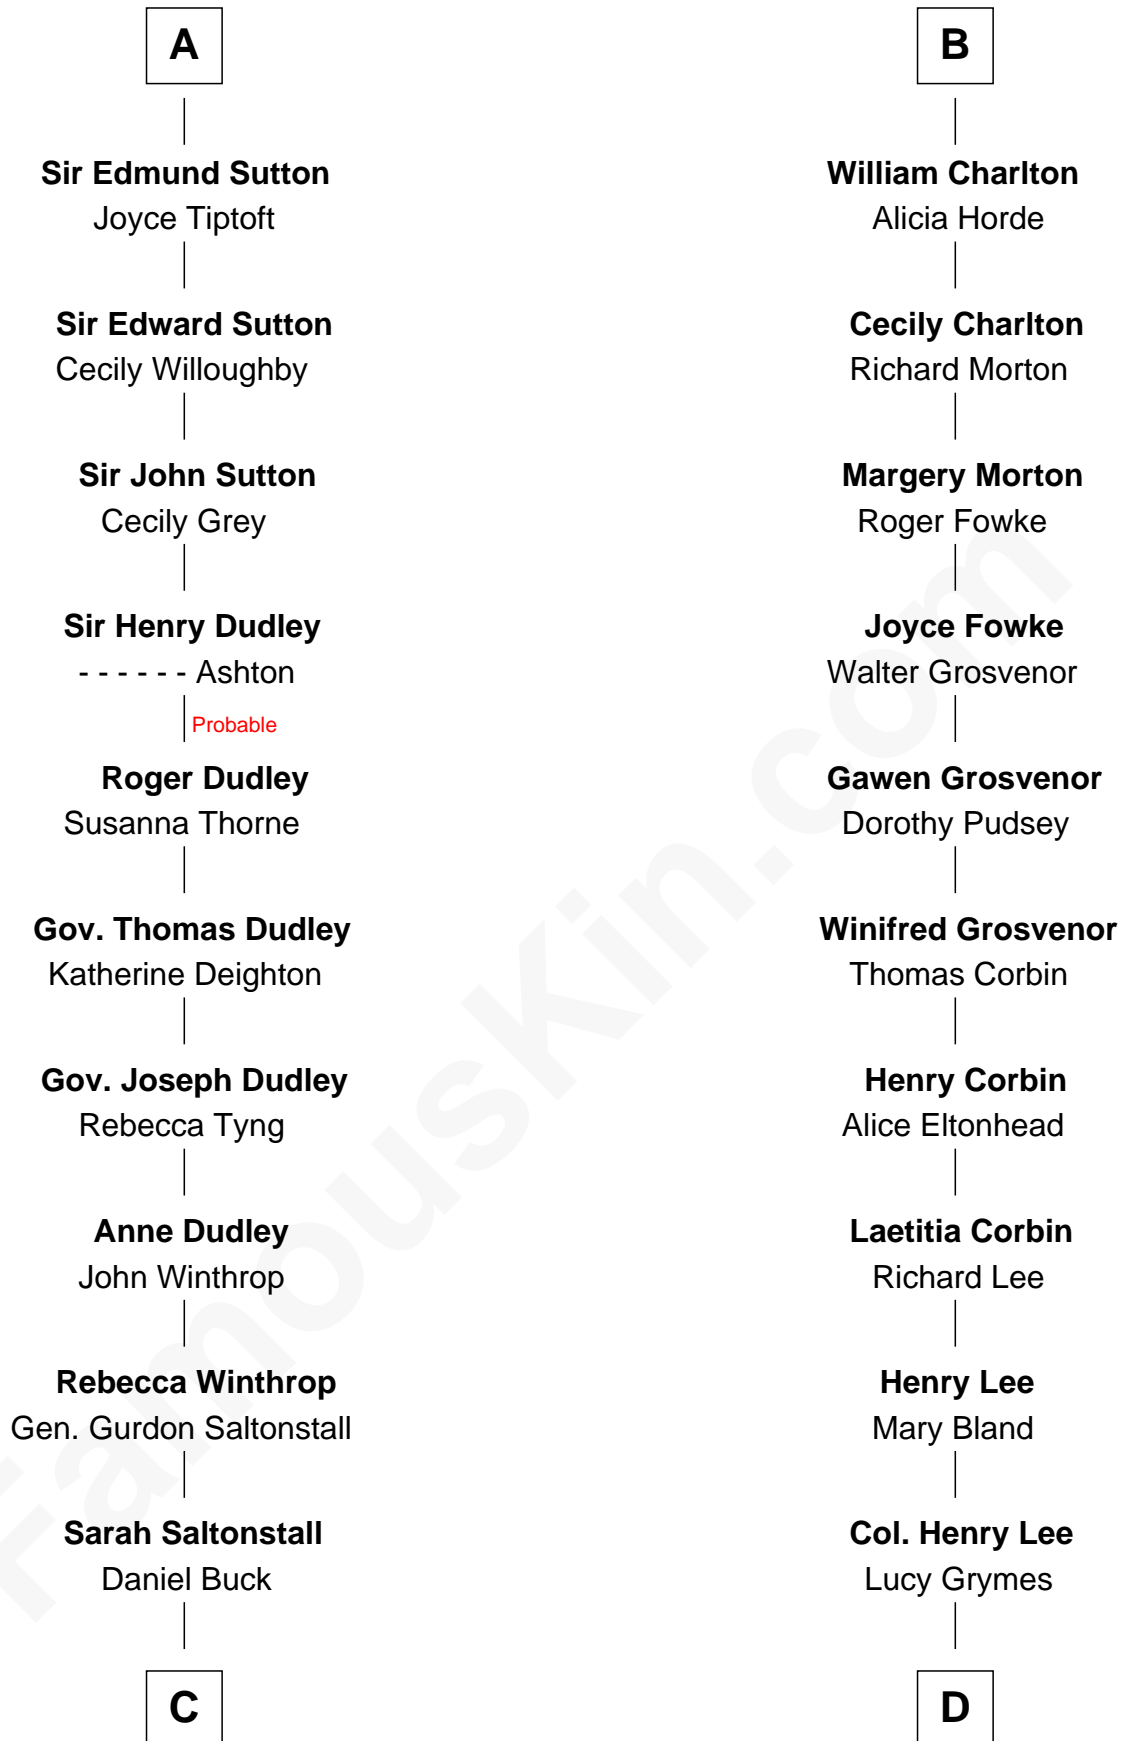 A
Sir Edmund Sutton
Joyce Tiptoft
Sir Edward Sutton
Cecily Willoughby
Sir John Sutton
Cecily Grey
Sir Henry Dudley
- - - - - - Ashton
Probable
Roger Dudley
Susanna Thorne
Gov. Thomas Dudley
Katherine Deighton
Gov. Joseph Dudley
Rebecca Tyng
Anne Dudley
John Winthrop
Rebecca Winthrop
Gen. Gurdon Saltonstall
Sarah Saltonstall
Daniel Buck
C
B
William Charlton
Alicia Horde
Cecily Charlton
Richard Morton
Margery Morton
Roger Fowke
Joyce Fowke
Walter Grosvenor
Gawen Grosvenor
Dorothy Pudsey
Winifred Grosvenor
Thomas Corbin
Henry Corbin
Alice Eltonhead
Laetitia Corbin
Richard Lee
Henry Lee
Mary Bland
Col. Henry Lee
Lucy Grymes
D
FamousKin.com